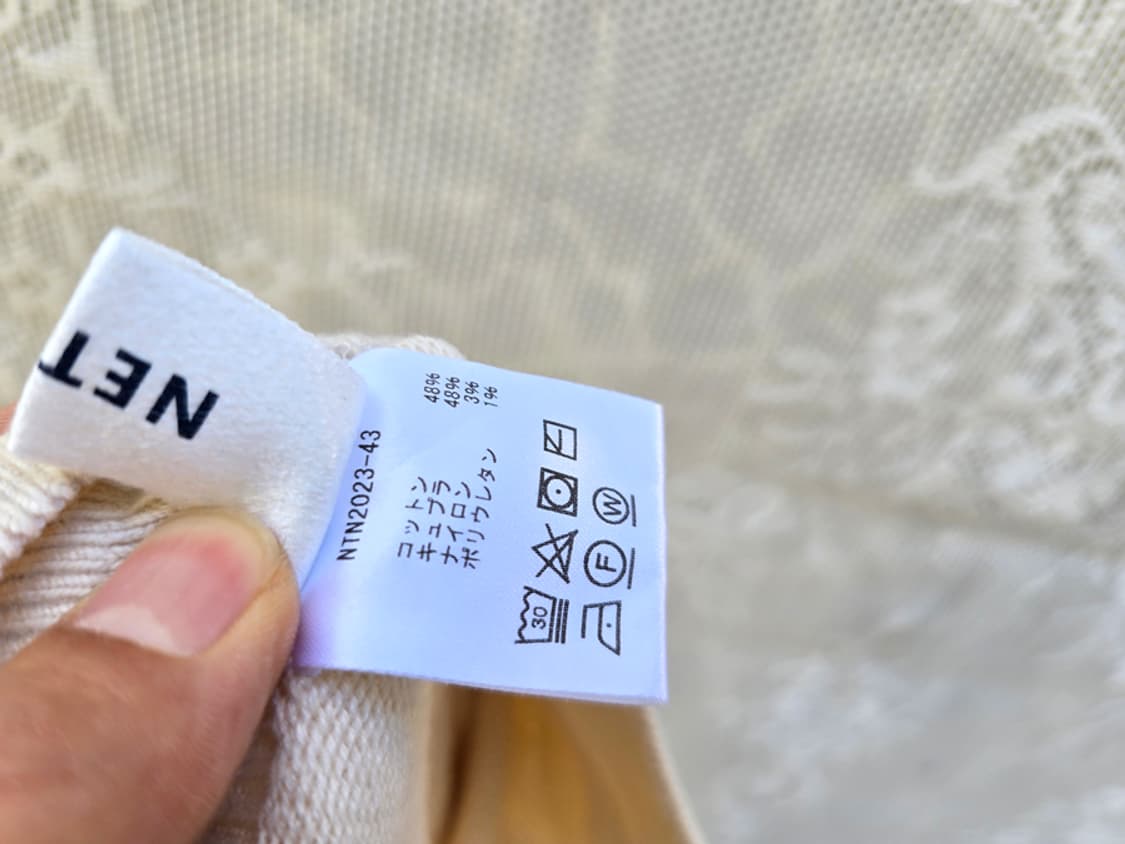 NET
NTN2023-43
コットン 48%
キュプラ 48%
ナイロン 3%
ポリウレタン 1%
30
F W